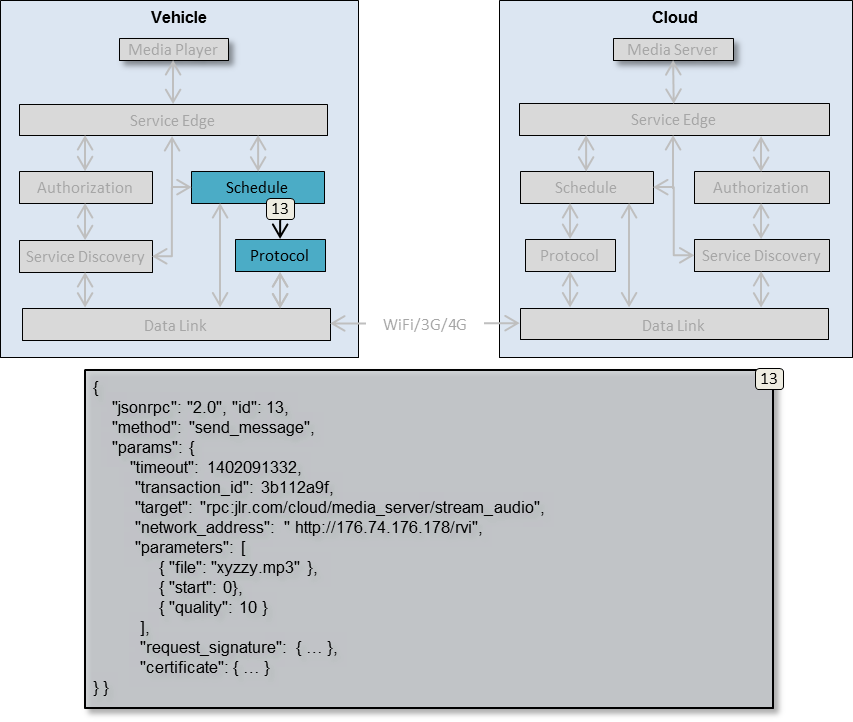 Vehicle
Cloud
Media Player
Media Server
Service Edge
Service Edge
Authorization
Schedule
Schedule
Authorization
13
Service Discovery
Protocol
Protocol
Service Discovery
Data Link
WiFi/3G/4G
Data Link
13
{
"jsonrpc": "2.0", "id": 13,
"method": "send_message",
"params": {
"timeout": 1402091332,
"transaction_id": 3b112a9f,
"target": "rpc:jlr.com/cloud/media_server/stream_audio",
"network_address": " http://176.74.176.178/rvi",
"parameters": [
{ "file": "xyzzy.mp3" },
{ "start": 0},
{ "quality": 10 }
],
"request_signature": { … },
"certificate": { … }
} }